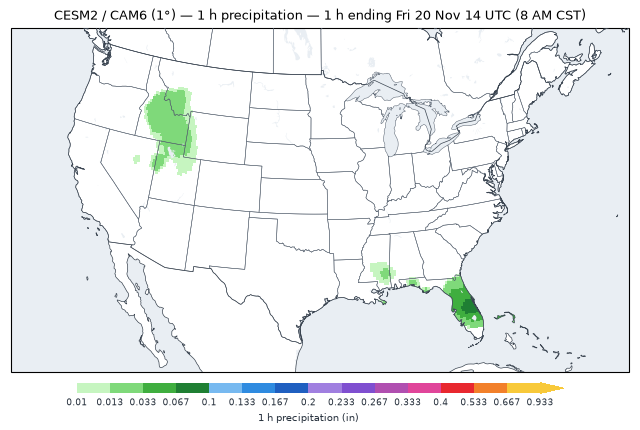 CESM2 / CAM6 (1°) — 1 h precipitation — 1 h ending Fri 20 Nov 14 UTC (8 AM CST)
0.01 0.013 0.033 0.067 0.1 0.133 0.167 0.2 0.233 0.267 0.333 0.4 0.533 0.667 0.933
1 h precipitation (in)